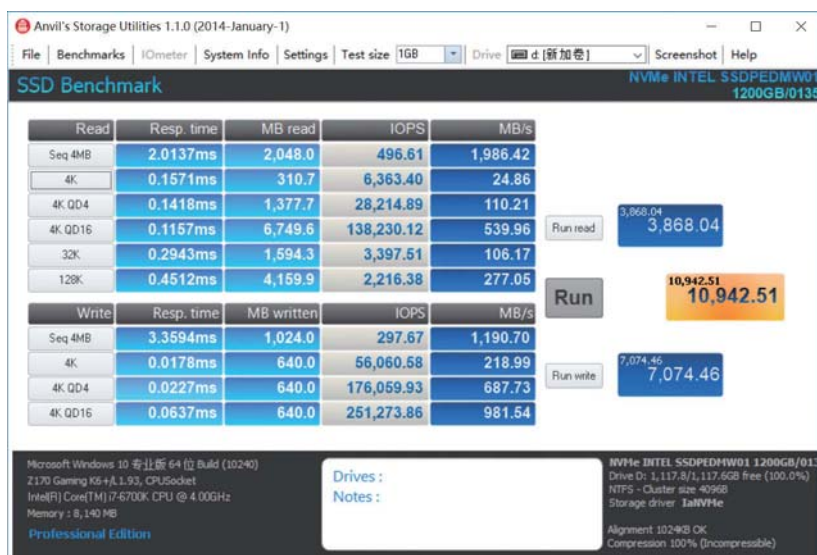 Anvil's Storage Utilities 1.1.0 (2014-January-1)
File Benchmarks IOmeter System Info Settings Test size 1GB Drive d: [新加卷] Screenshot Help
SSD Benchmark
NVMe INTEL SSDPEDMW01
1200GB/0135
Read Resp. time MB read IOPS MB/s
Seq 4MB 2.0137ms 2,048.0 496.61 1,986.42
4K 0.1571ms 310.7 6,363.40 24.86
4K QD4 0.1418ms 1,377.7 28,214.89 110.21
4K QD16 0.1157ms 6,749.6 138,230.12 539.96
32K 0.2943ms 1,594.3 3,397.51 106.17
128K 0.4512ms 4,159.9 2,216.38 277.05
Run read
3,868.04
3,868.04
Run
10,942.51
10,942.51
Write Resp. time MB written IOPS MB/s
Seq 4MB 3.3594ms 1,024.0 297.67 1,190.70
4K 0.0178ms 640.0 56,060.58 218.99
4K QD4 0.0227ms 640.0 176,059.93 687.73
4K QD16 0.0637ms 640.0 251,273.86 981.54
Run write
7,074.46
7,074.46
Microsoft Windows 10 专业版 64 位 Build (10240)
Z170 Gaming K6+/L1.93, CPUSocket
Intel(R) Core(TM) i7-6700K CPU @ 4.00GHz
Memory : 8,140 MB
Professional Edition
Drives :
Notes :
NVMe INTEL SSDPEDMW01 1200GB/013
Drive D: 1,117.8/1,117.6GB free (100.0%)
NTFS - Cluster size 4096B
Storage driver IaNVMe
Alignment 1024KB OK
Compression 100% (Incompressible)